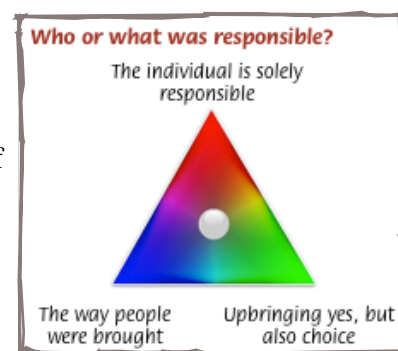 Who or what was responsible?
The individual is solely
responsible
The way people
were brought
Upbringing yes, but
also choice